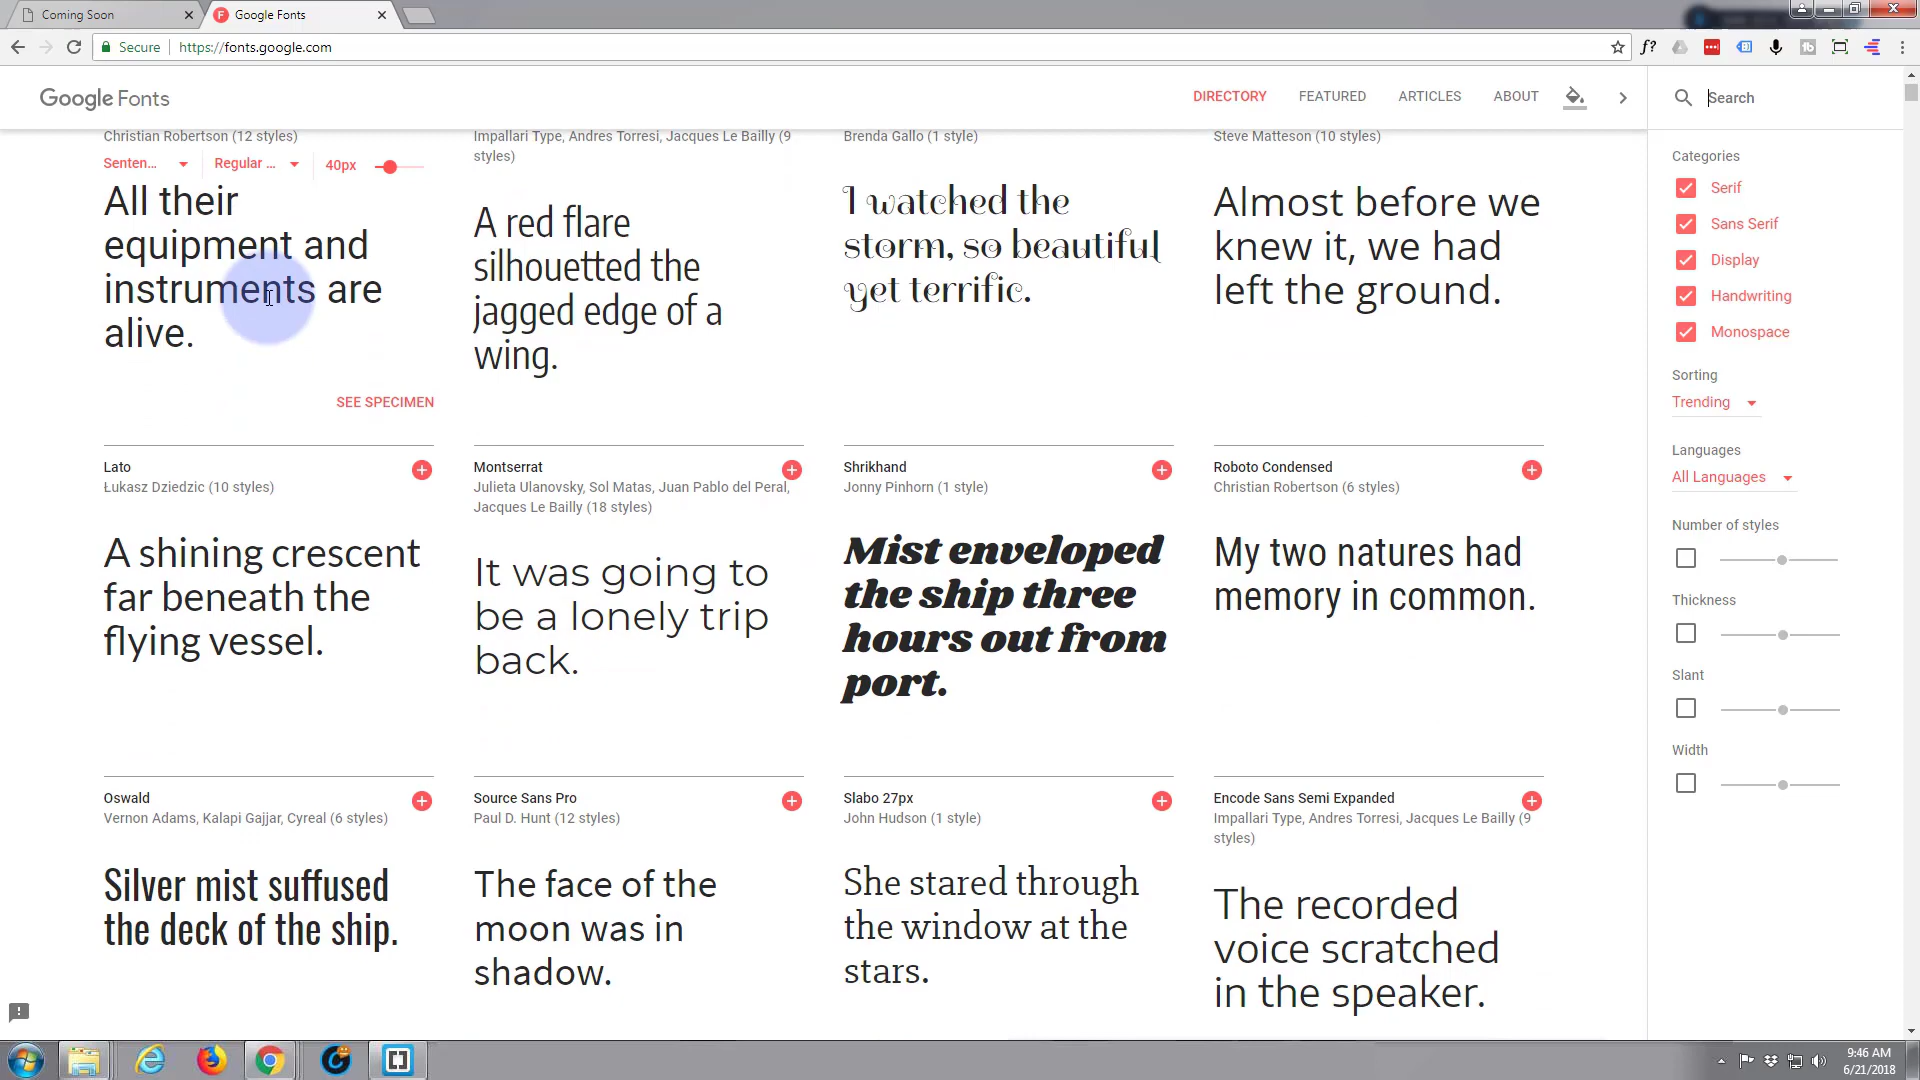 Coming Soon
Google Fonts
Secure
https://fonts.google.com
f?
Google Fonts
DIRECTORY
FEATURED
ARTICLES
ABOUT
Search
Christian Robertson (12 styles)
Senten...
Regular ...
40px
All their
equipment and
instruments are
alive.
SEE SPECIMEN
Impallari Type, Andres Torresi, Jacques Le Bailly (9
styles)
A red flare
silhouetted the
jagged edge of a
wing.
Brenda Gallo (1 style)
I watched the
storm, so beautiful
yet terrific.
Steve Matteson (10 styles)
Almost before we
knew it, we had
left the ground.
Lato
Łukasz Dziedzic (10 styles)
A shining crescent
far beneath the
flying vessel.
Montserrat
Julieta Ulanovsky, Sol Matas, Juan Pablo del Peral,
Jacques Le Bailly (18 styles)
It was going to
be a lonely trip
back.
Shrikhand
Jonny Pinhorn (1 style)
Mist enveloped
the ship three
hours out from
port.
Roboto Condensed
Christian Robertson (6 styles)
My two natures had
memory in common.
Oswald
Vernon Adams, Kalapi Gajjar, Cyreal (6 styles)
Silver mist suffused
the deck of the ship.
Source Sans Pro
Paul D. Hunt (12 styles)
The face of the
moon was in
shadow.
Slabo 27px
John Hudson (1 style)
She stared through
the window at the
stars.
Encode Sans Semi Expanded
Impallari Type, Andres Torresi, Jacques Le Bailly (9
styles)
The recorded
voice scratched
in the speaker.
Categories
Serif
Sans Serif
Display
Handwriting
Monospace
Sorting
Trending
Languages
All Languages
Number of styles
Thickness
Slant
Width
9:46 AM
6/21/2018